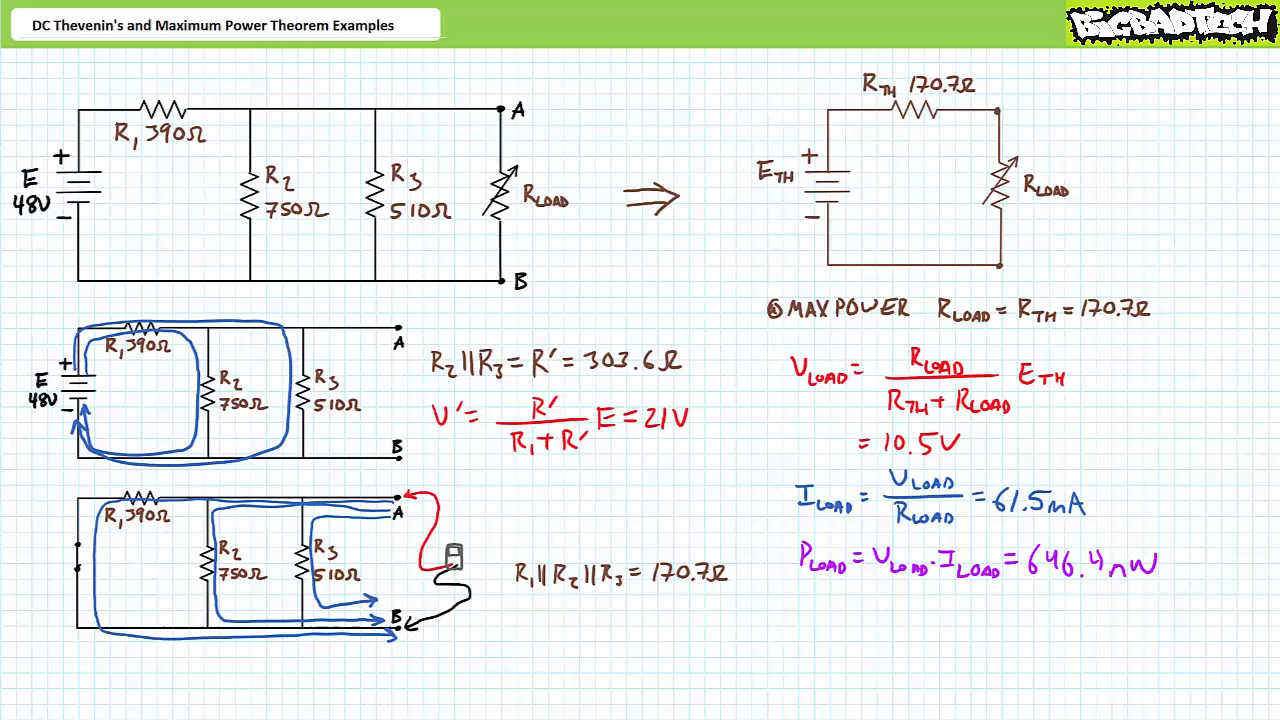 DC Thevenin's and Maximum Power Theorem Examples
BIGBADTECH
R1 390Ω
A
+
E
48V
-
R2
750Ω
R3
510Ω
RLOAD
B
⇒
RTH 170.7Ω
+
ETH
-
RLOAD
R1 390Ω
A
+
E
48V
-
R2
750Ω
R3
510Ω
B
R2||R3 = R' = 303.6Ω
V' = R' / (R1 + R') E = 21V
R1 390Ω
A
R2
750Ω
R3
510Ω
B
R1||R2||R3 = 170.7Ω
@ MAX POWER RLOAD = RTH = 170.7Ω
VLOAD = RLOAD / (RTH + RLOAD) ETH
= 10.5V
ILOAD = VLOAD / RLOAD = 61.5mA
PLOAD = VLOAD · ILOAD = 646.4mW